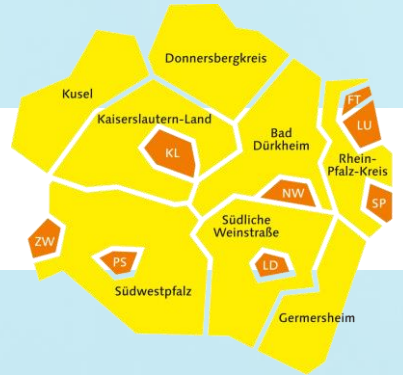 Donnersbergkreis
Kusel
FT
Kaiserslautern-Land
LU
Bad
Dürkheim
KL
Rhein-
Pfalz-Kreis
NW
SP
Südliche
Weinstraße
ZW
PS
LD
Südwestpfalz
Germersheim